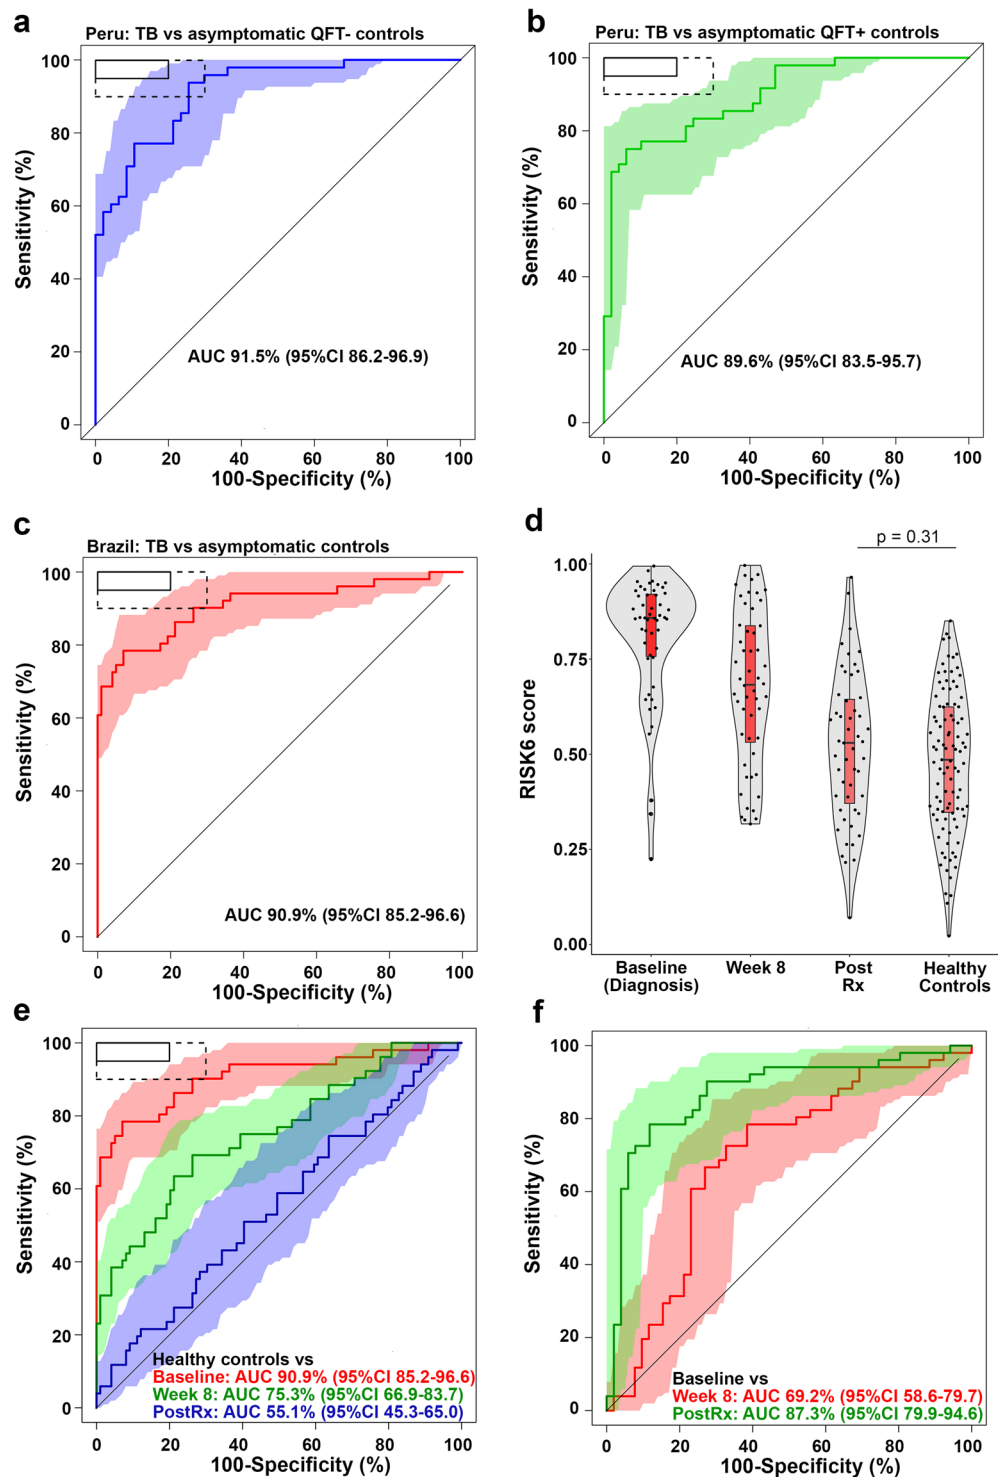 a
Peru: TB vs asymptomatic QFT- controls
100
80
60
40
20
0
Sensitivity (%)
AUC 91.5% (95%CI 86.2-96.9)
0 20 40 60 80 100
100-Specificity (%)
b
Peru: TB vs asymptomatic QFT+ controls
100
80
60
40
20
0
Sensitivity (%)
AUC 89.6% (95%CI 83.5-95.7)
0 20 40 60 80 100
100-Specificity (%)
c
Brazil: TB vs asymptomatic controls
100
80
60
40
20
0
Sensitivity (%)
AUC 90.9% (95%CI 85.2-96.6)
0 20 40 60 80 100
100-Specificity (%)
d
p = 0.31
1.00
0.75
0.50
0.25
0.00
RISK6 score
Baseline Week 8 Post Healthy
(Diagnosis) Rx Controls
e
100
80
60
40
20
0
Sensitivity (%)
Healthy controls vs
Baseline: AUC 90.9% (95%CI 85.2-96.6)
Week 8: AUC 75.3% (95%CI 66.9-83.7)
PostRx: AUC 55.1% (95%CI 45.3-65.0)
0 20 40 60 80 100
100-Specificity (%)
f
100
80
60
40
20
0
Sensitivity (%)
Baseline vs
Week 8: AUC 69.2% (95%CI 58.6-79.7)
PostRx: AUC 87.3% (95%CI 79.9-94.6)
0 20 40 60 80 100
100-Specificity (%)